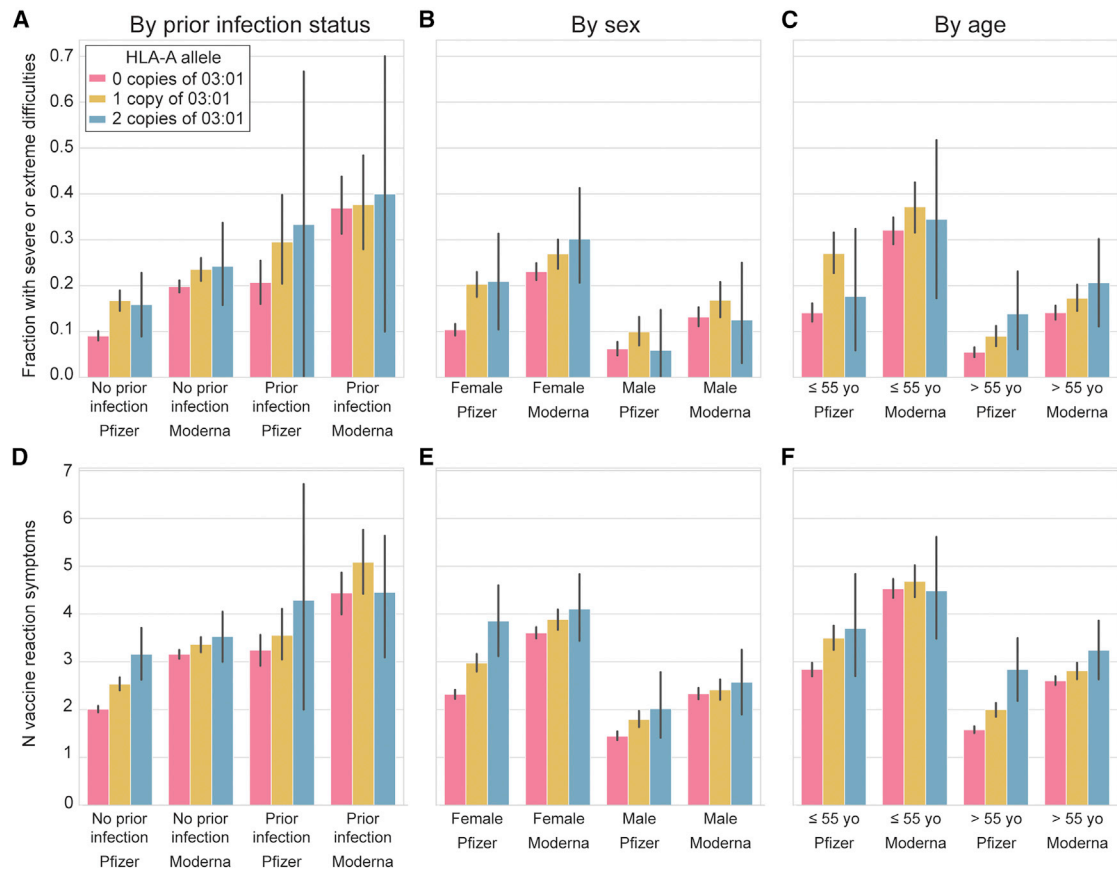 A By prior infection status
B By sex
C By age
Fraction with severe or extreme difficulties
0.7
0.6
0.5
0.4
0.3
0.2
0.1
0.0
HLA-A allele
0 copies of 03:01
1 copy of 03:01
2 copies of 03:01
No prior infection Pfizer
No prior infection Moderna
Prior infection Pfizer
Prior infection Moderna
Female Pfizer
Female Moderna
Male Pfizer
Male Moderna
≤ 55 yo Pfizer
≤ 55 yo Moderna
> 55 yo Pfizer
> 55 yo Moderna
D
E
F
N vaccine reaction symptoms
7
6
5
4
3
2
1
0
No prior infection Pfizer
No prior infection Moderna
Prior infection Pfizer
Prior infection Moderna
Female Pfizer
Female Moderna
Male Pfizer
Male Moderna
≤ 55 yo Pfizer
≤ 55 yo Moderna
> 55 yo Pfizer
> 55 yo Moderna